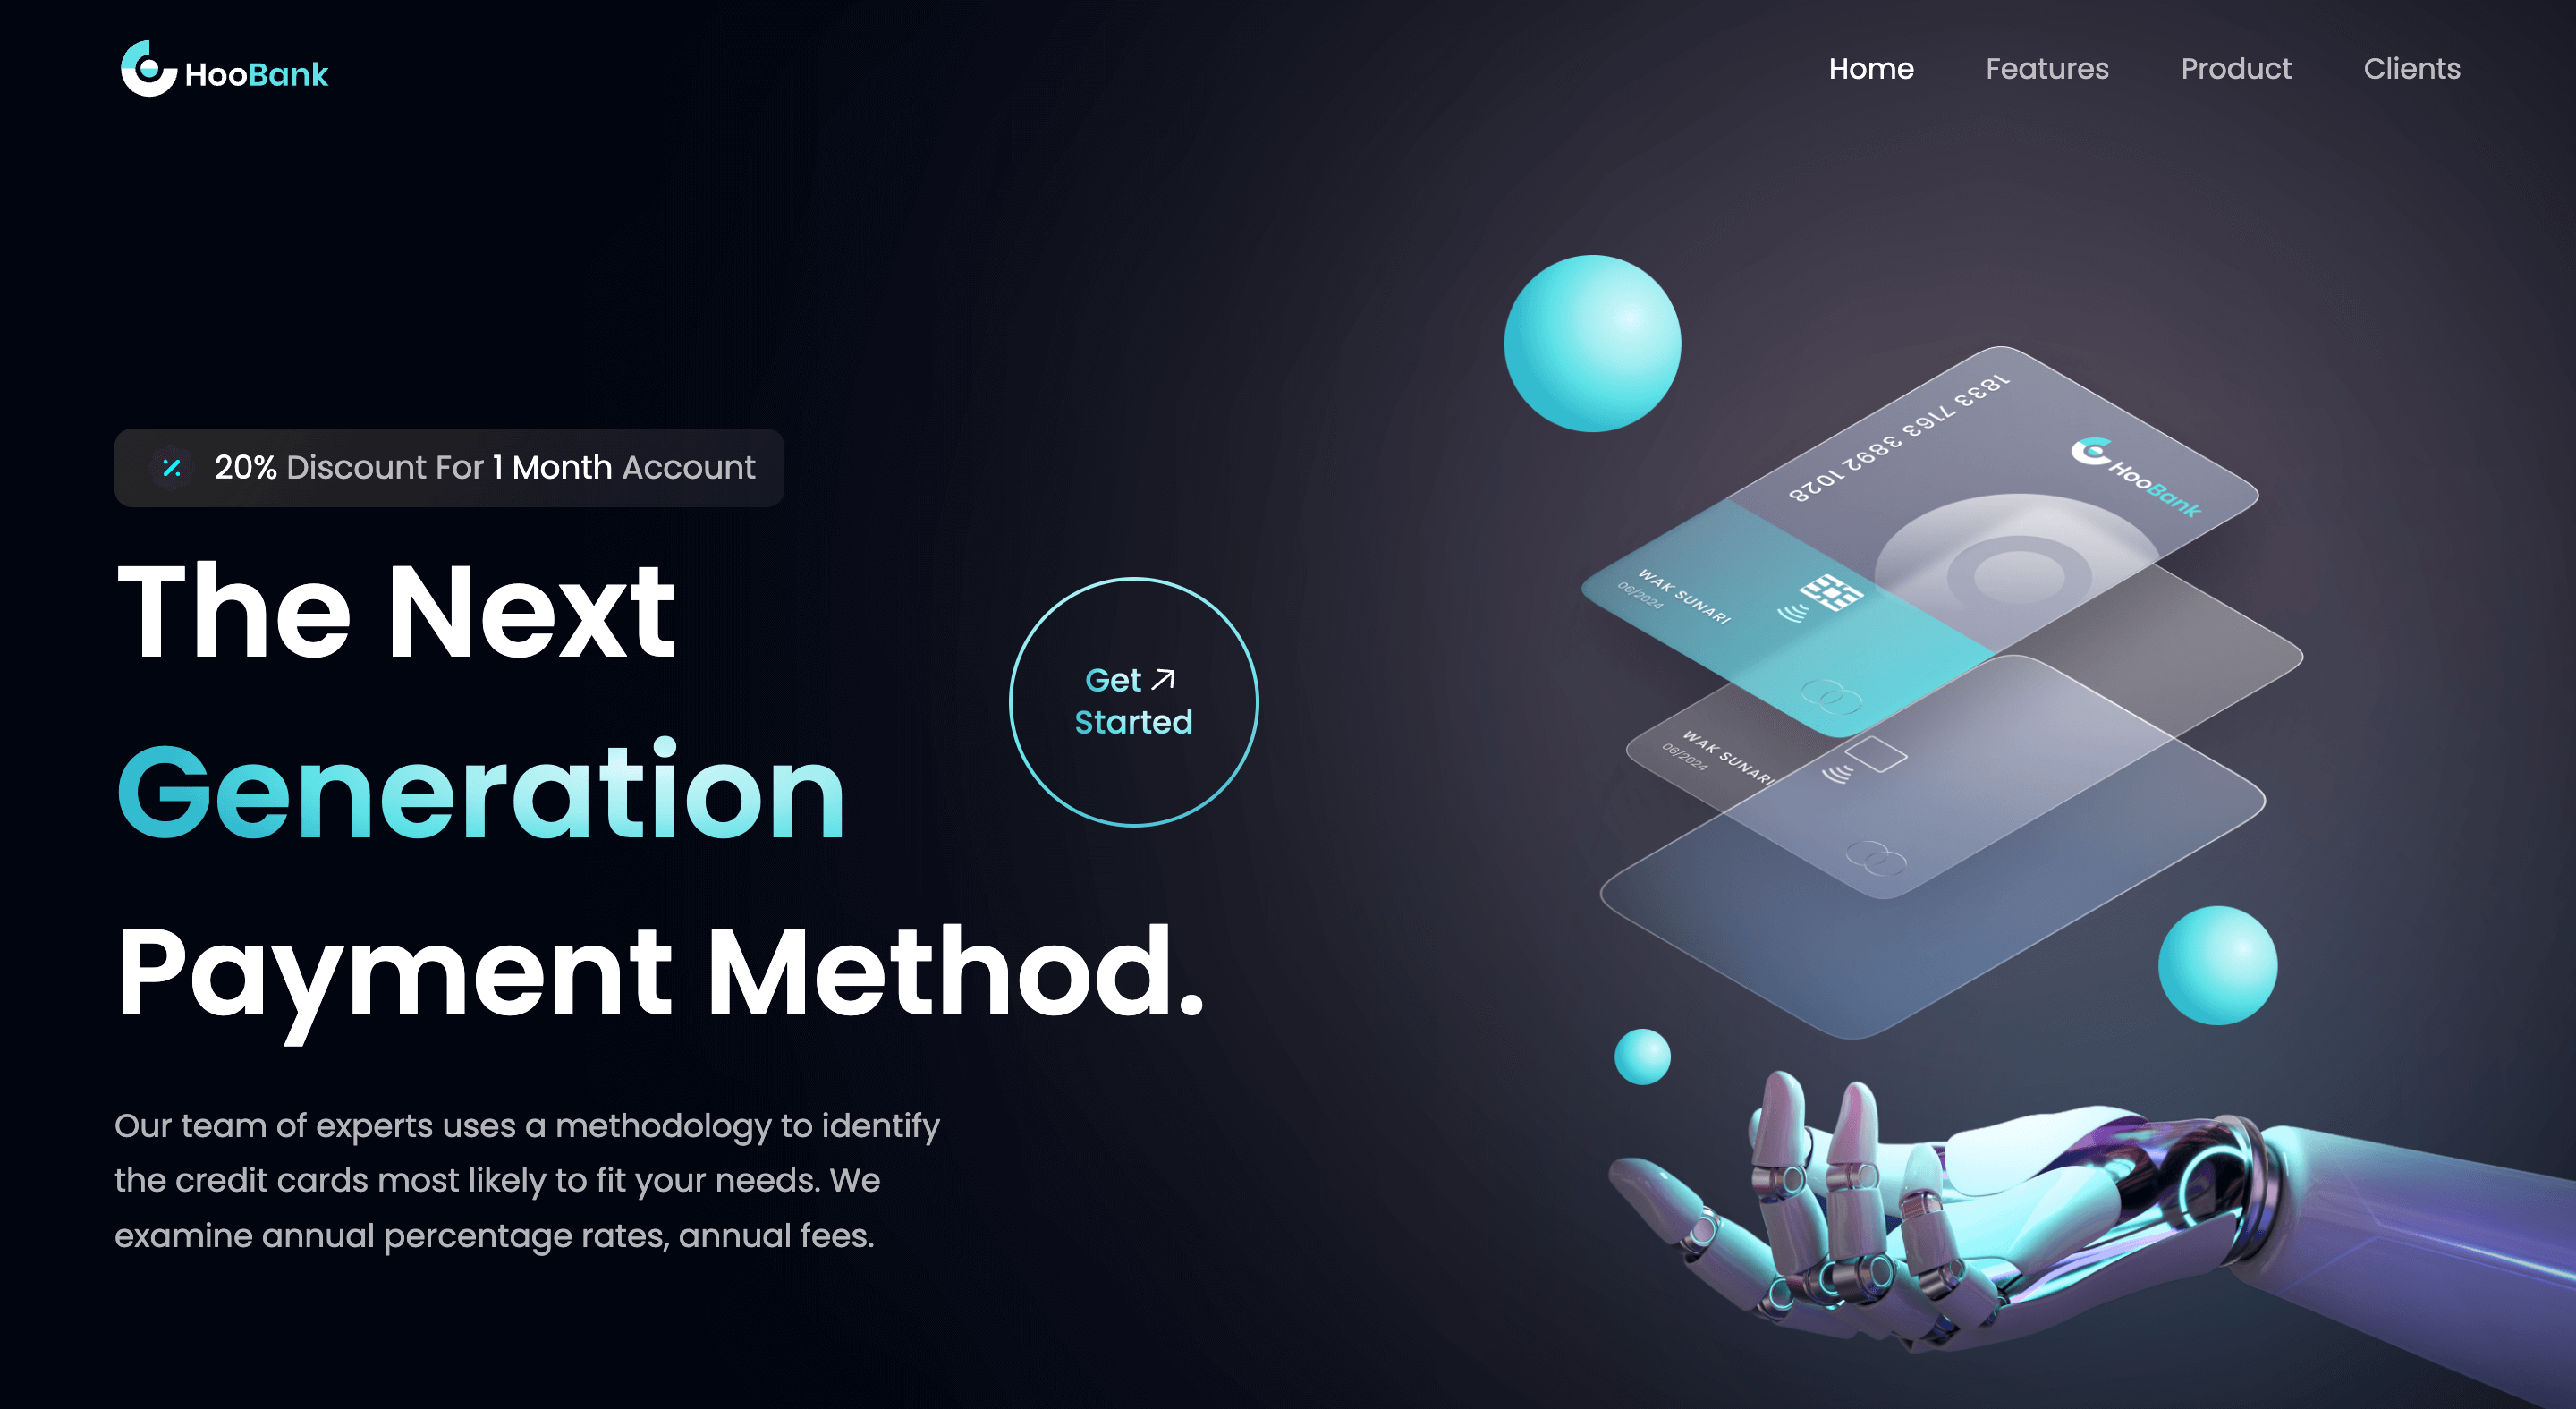 HooBank
Home
Features
Product
Clients
20% Discount For 1 Month Account
The Next
Generation
Payment Method.
Get
Started
Our team of experts uses a methodology to identify
the credit cards most likely to fit your needs. We
examine annual percentage rates, annual fees.
1833 7163 3892 1028
HooBank
WAK SUNARI
06/2024
WAK SUNARI
06/2024